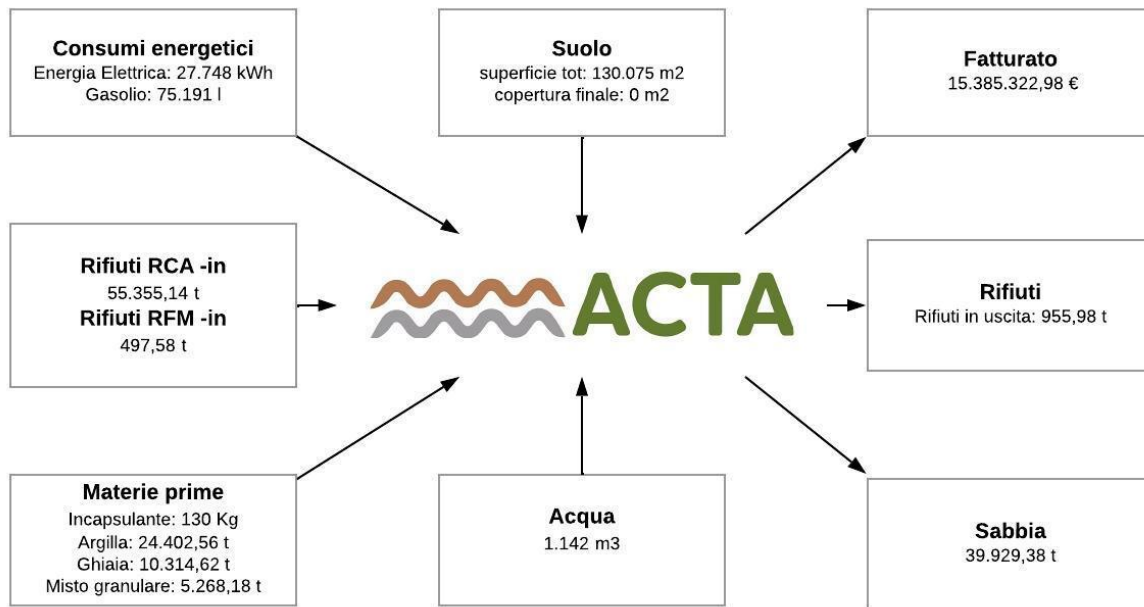 Consumi energetici
Energia Elettrica: 27.748 kWh
Gasolio: 75.191 l
Suolo
superficie tot: 130.075 m2
copertura finale: 0 m2
Fatturato
15.385.322,98 €
Rifiuti RCA -in
55.355,14 t
Rifiuti RFM -in
497,58 t
ACTA
Rifiuti
Rifiuti in uscita: 955,98 t
Materie prime
Incapsulante: 130 Kg
Argilla: 24.402,56 t
Ghiaia: 10.314,62 t
Misto granulare: 5.268,18 t
Acqua
1.142 m3
Sabbia
39.929,38 t